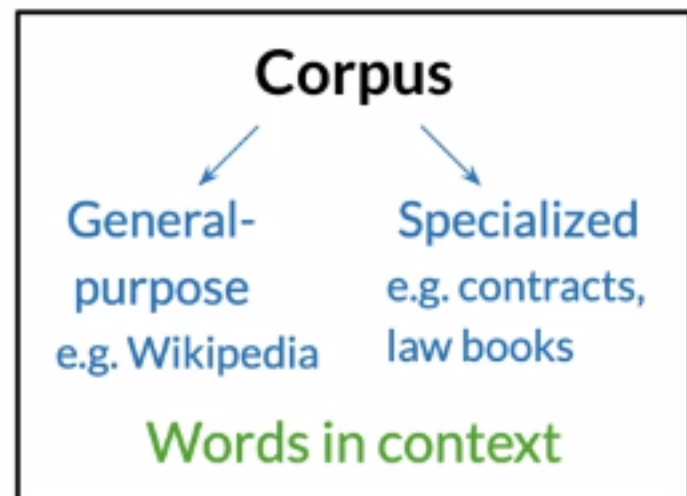 Corpus
General-
purpose
e.g. Wikipedia
Specialized
e.g. contracts,
law books
Words in context